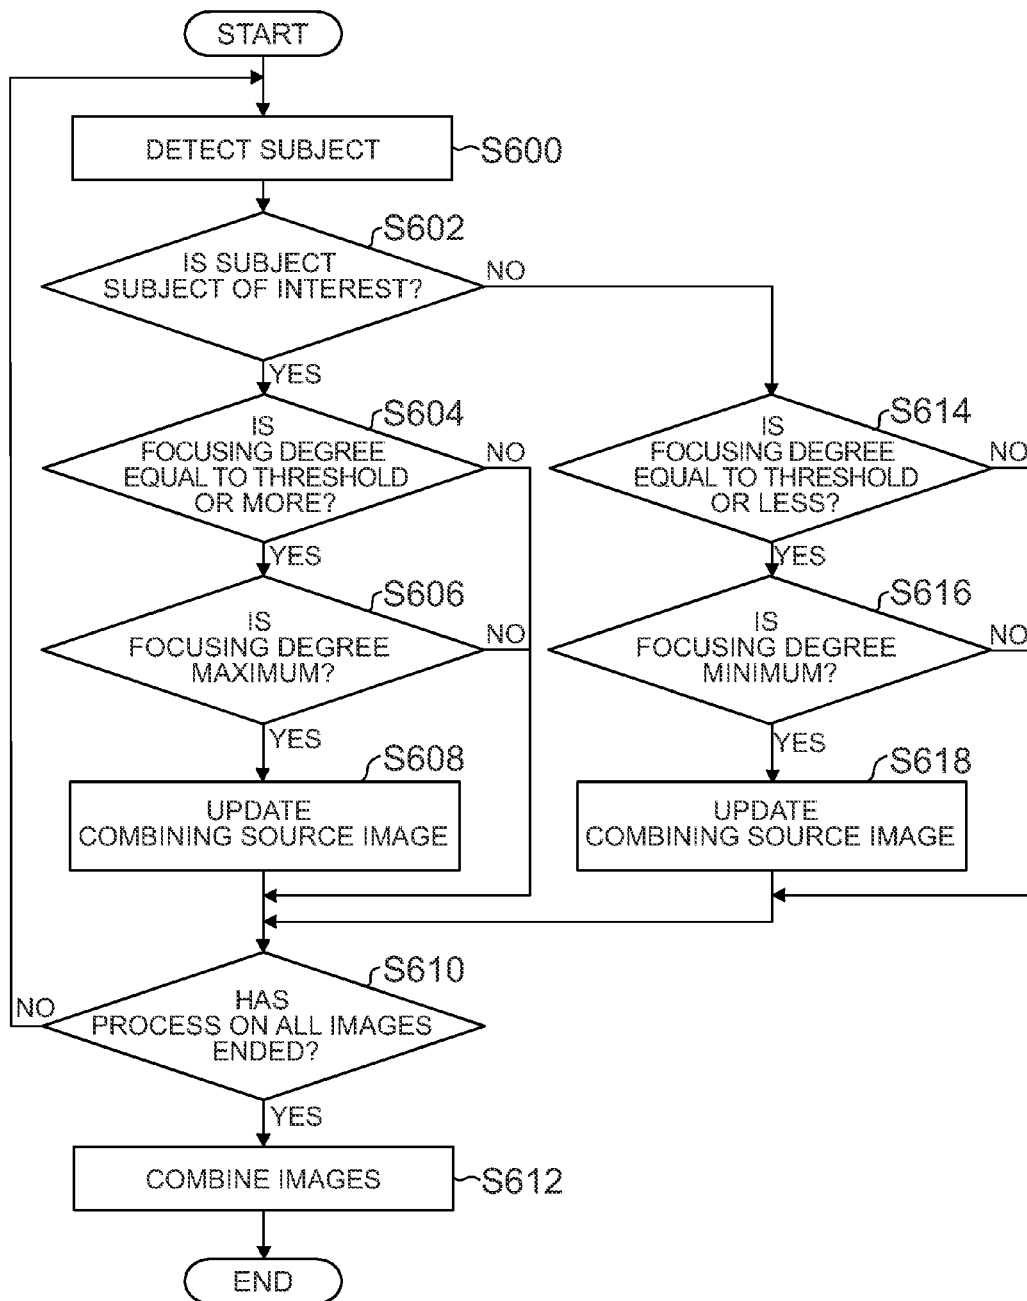 START
DETECT SUBJECT
S600
S602
IS SUBJECT
SUBJECT OF INTEREST?
NO
YES
S604
IS
FOCUSING DEGREE
EQUAL TO THRESHOLD
OR MORE?
NO
YES
S606
IS
FOCUSING DEGREE
MAXIMUM?
NO
YES
S608
UPDATE
COMBINING SOURCE IMAGE
S614
IS
FOCUSING DEGREE
EQUAL TO THRESHOLD
OR LESS?
NO
YES
S616
IS
FOCUSING DEGREE
MINIMUM?
NO
YES
S618
UPDATE
COMBINING SOURCE IMAGE
S610
HAS
PROCESS ON ALL IMAGES
ENDED?
NO
YES
COMBINE IMAGES
S612
END